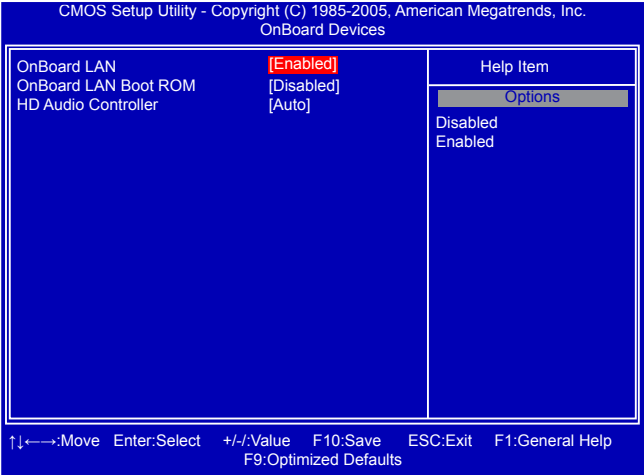 CMOS Setup Utility - Copyright (C) 1985-2005, American Megatrends, Inc.
OnBoard Devices
OnBoard LAN [Enabled]
OnBoard LAN Boot ROM [Disabled]
HD Audio Controller [Auto]
Help Item
Options
Disabled
Enabled
↑↓←→:Move Enter:Select +/-/:Value F10:Save ESC:Exit F1:General Help
F9:Optimized Defaults